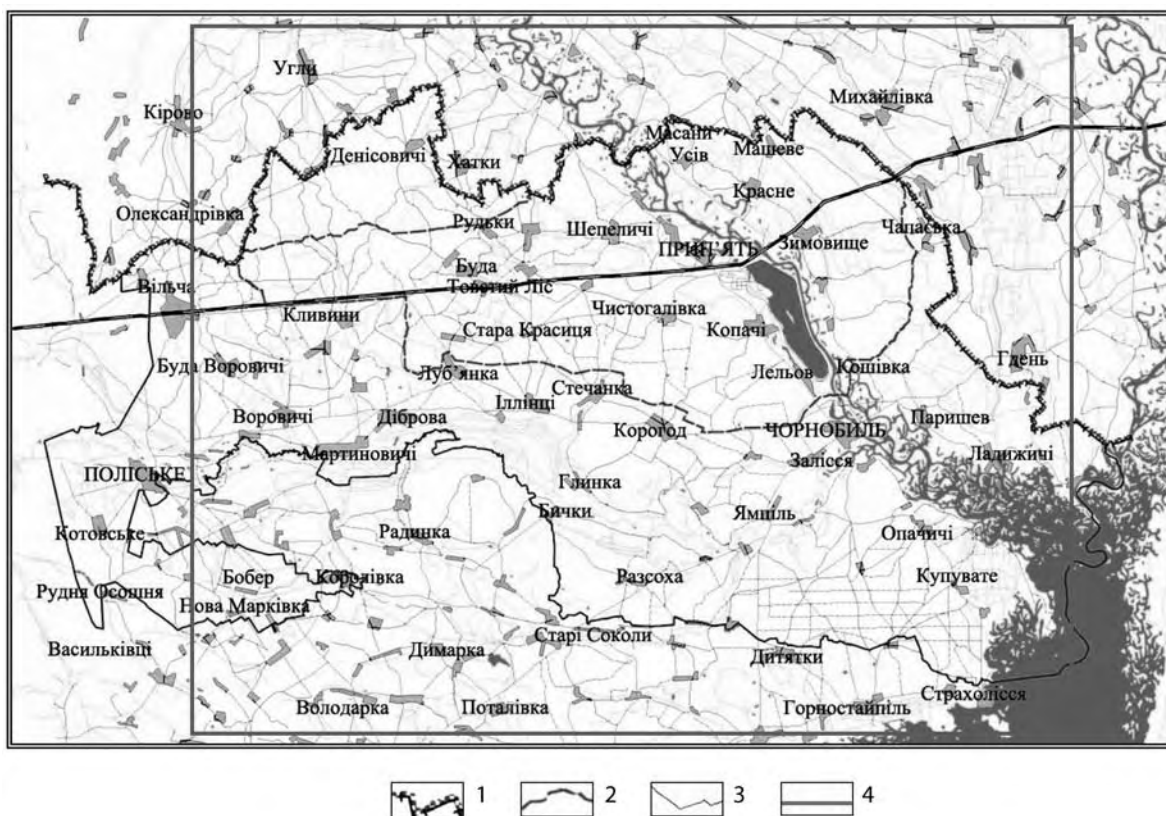 Угли
Кірово
Михайлівка
Масани
Усів
Машеве
Денісовичі
Хатки
Красне
Олександрівка
Рудьки
Шепеличі
ПРИП'ЯТЬ
Зимовище
Чапаєвка
Буда
Товстий Ліс
Вільча
Кливини
Чистогалівка
Стара Красиця
Копачі
Гдень
Буда Воровичі
Луб'янка
Лельов
Кошівка
Стечанка
Іллінці
Воровичі
Діброва
Паришев
Корогод
ЧОРНОБИЛЬ
Мартиновичі
Залісся
Ладижичі
ПОЛІСЬКЕ
Глинка
Бички
Ямпіль
Котовське
Радинка
Опачичі
Бобер
Королівка
Разсоха
Купувате
Рудня Осошня
Нова Марківка
Старі Соколи
Васильківці
Димарка
Дитятки
Страхолісся
Володарка
Поталівка
Горностайпіль
1 2 3 4